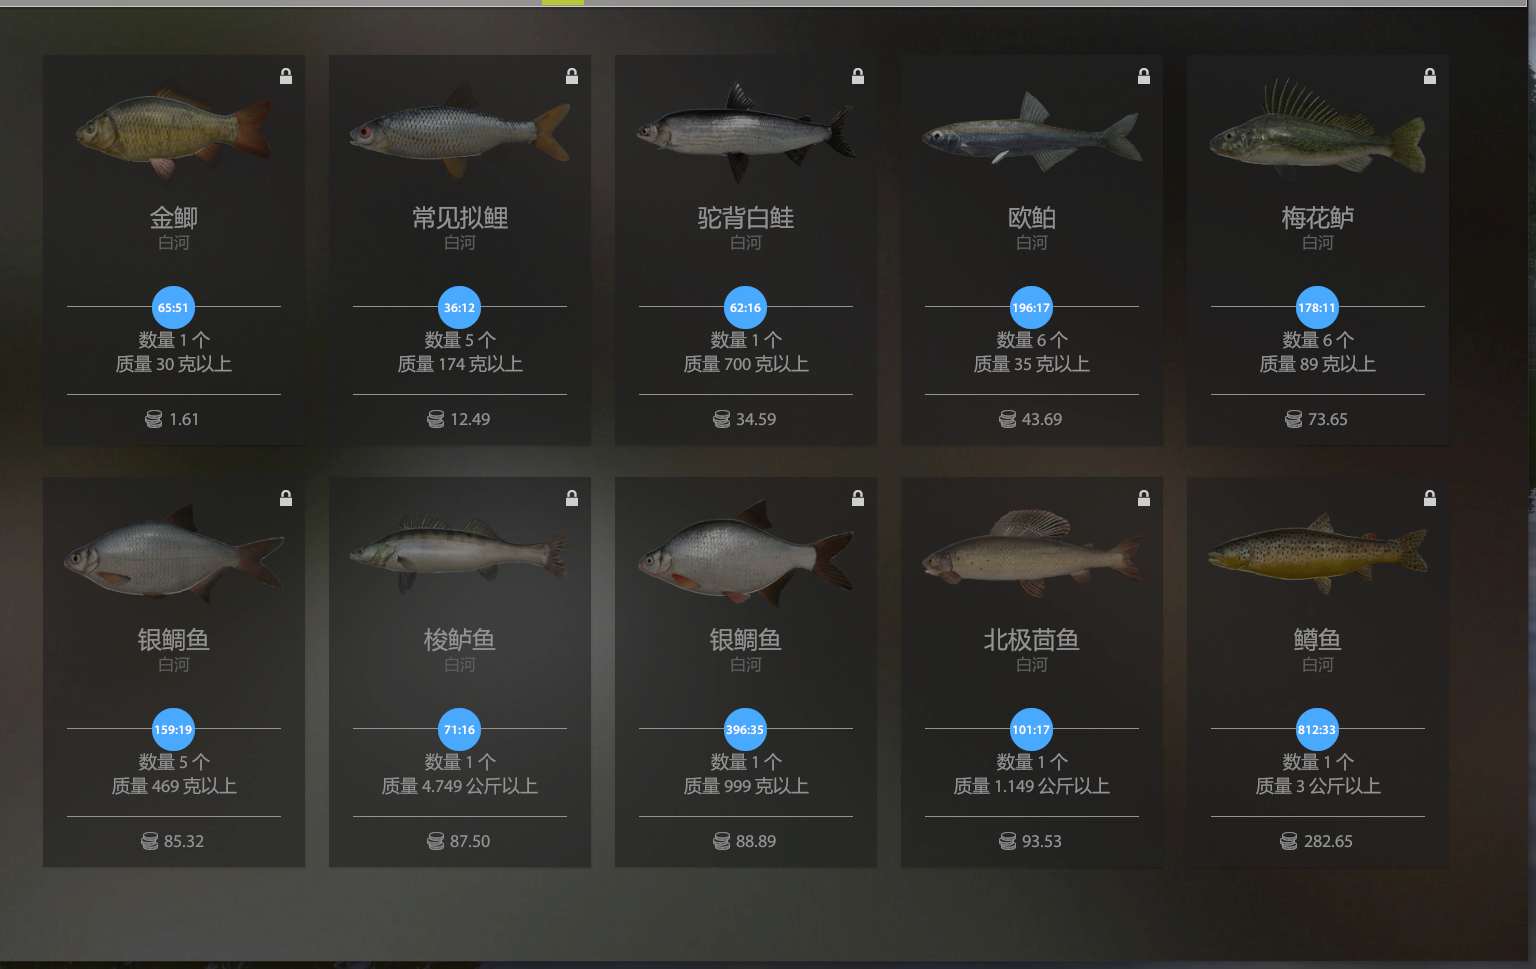 金鲫
白河
65:51
数量 1 个
质量 30 克以上
1.61
常见拟鲤
白河
36:12
数量 5 个
质量 174 克以上
12.49
驼背白鲑
白河
62:16
数量 1 个
质量 700 克以上
34.59
欧鲌
白河
196:17
数量 6 个
质量 35 克以上
43.69
梅花鲈
白河
178:11
数量 6 个
质量 89 克以上
73.65
银鲷鱼
白河
159:19
数量 5 个
质量 469 克以上
85.32
梭鲈鱼
白河
71:16
数量 1 个
质量 4.749 公斤以上
87.50
银鲷鱼
白河
396:35
数量 1 个
质量 999 克以上
88.89
北极茴鱼
白河
101:17
数量 1 个
质量 1.149 公斤以上
93.53
鳟鱼
白河
812:33
数量 1 个
质量 3 公斤以上
282.65